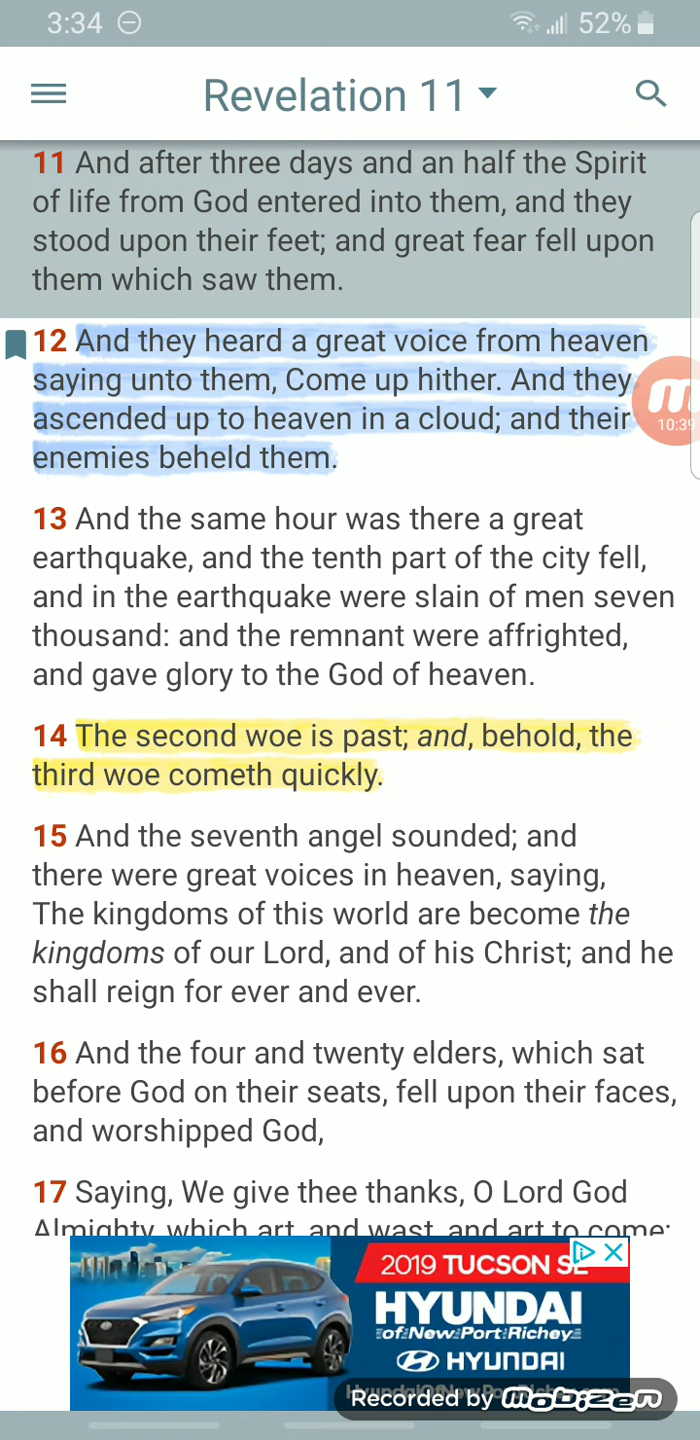 3:34 52%
Revelation 11
11 And after three days and an half the Spirit
of life from God entered into them, and they
stood upon their feet; and great fear fell upon
them which saw them.
12 And they heard a great voice from heaven
saying unto them, Come up hither. And they
ascended up to heaven in a cloud; and their
enemies beheld them.
10:39
13 And the same hour was there a great
earthquake, and the tenth part of the city fell,
and in the earthquake were slain of men seven
thousand: and the remnant were affrighted,
and gave glory to the God of heaven.
14 The second woe is past; and, behold, the
third woe cometh quickly.
15 And the seventh angel sounded; and
there were great voices in heaven, saying,
The kingdoms of this world are become the
kingdoms of our Lord, and of his Christ; and he
shall reign for ever and ever.
16 And the four and twenty elders, which sat
before God on their seats, fell upon their faces,
and worshipped God,
17 Saying, We give thee thanks, O Lord God
Almighty, which art, and wast, and art to come;
2019 TUCSON SE
HYUNDAI
of New Port Richey
HYUNDAI
Recorded by mobizen